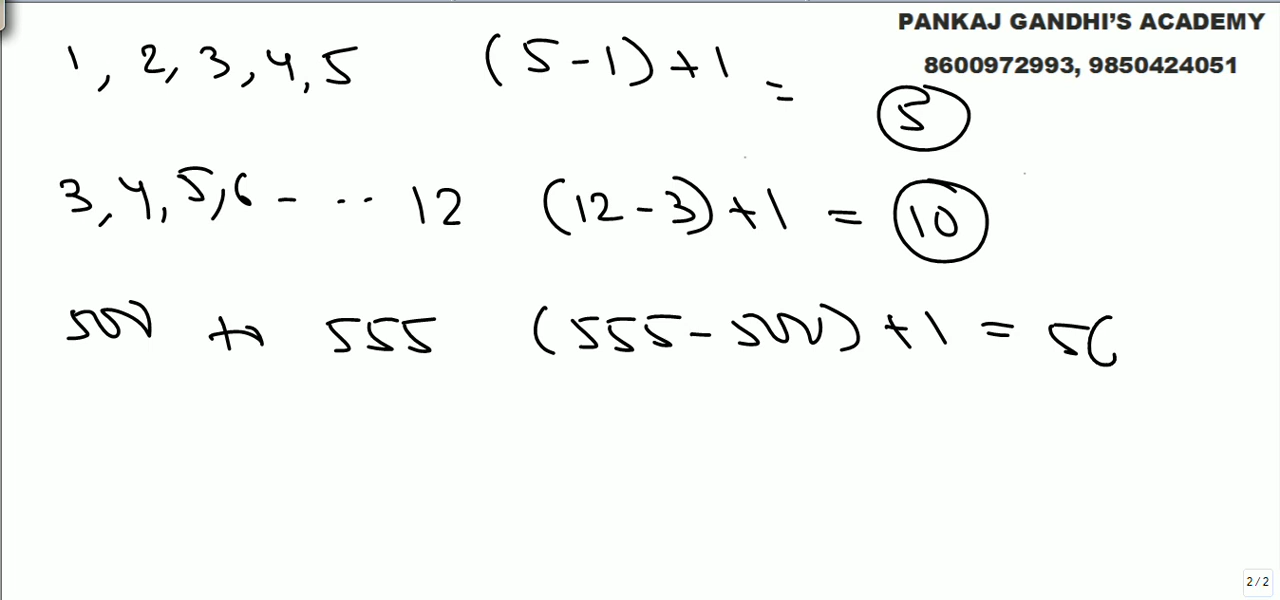 PANKAJ GANDHI'S ACADEMY
8600972993, 9850424051
1, 2, 3, 4, 5 (5-1)+1 = 5
3, 4, 5, 6 - ... 12 (12-3)+1 = 10
500 to 555 (555-500)+1 = 56
2/2